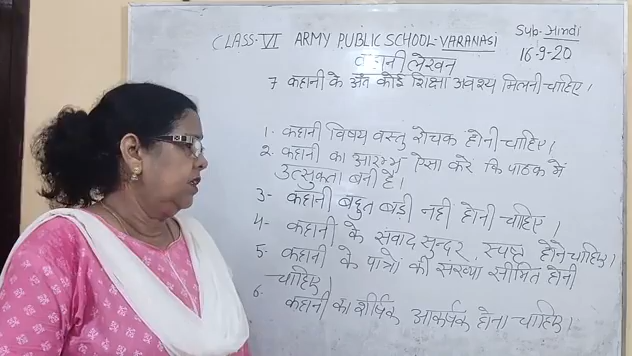 CLASS-VI ARMY PUBLIC SCHOOL-VARANASI
Sub-Hindi
16-9-20
कहानी लेखन
7 कहानी के अंत कोई शिक्षा अवश्य मिलनी चाहिए।
1. कहानी विषय वस्तु रोचक होनी चाहिए।
2. कहानी का आरम्भ ऐसा करे कि पाठक में
उत्सुकता बनी रहे।
3- कहानी बहुत बड़ी नही होनी चाहिए।
4- कहानी के संवाद सुन्दर, स्पष्ट होने चाहिए।
5. कहानी के पात्रों की संख्या सीमित होनी
चाहिए।
6. कहानी का शीर्षक आकर्षक होना चाहिए।